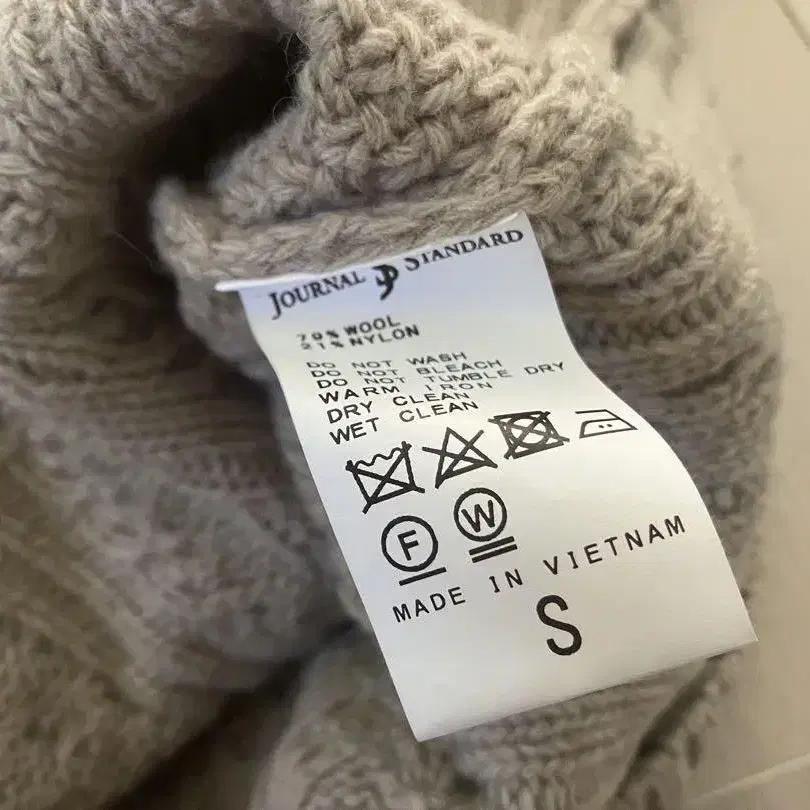 JOURNAL JS STANDARD
79% WOOL
21% NYLON
DO NOT WASH
DO NOT BLEACH
DO NOT TUMBLE DRY
WARM IRON
DRY CLEAN
WET CLEAN
F W
MADE IN VIETNAM
S